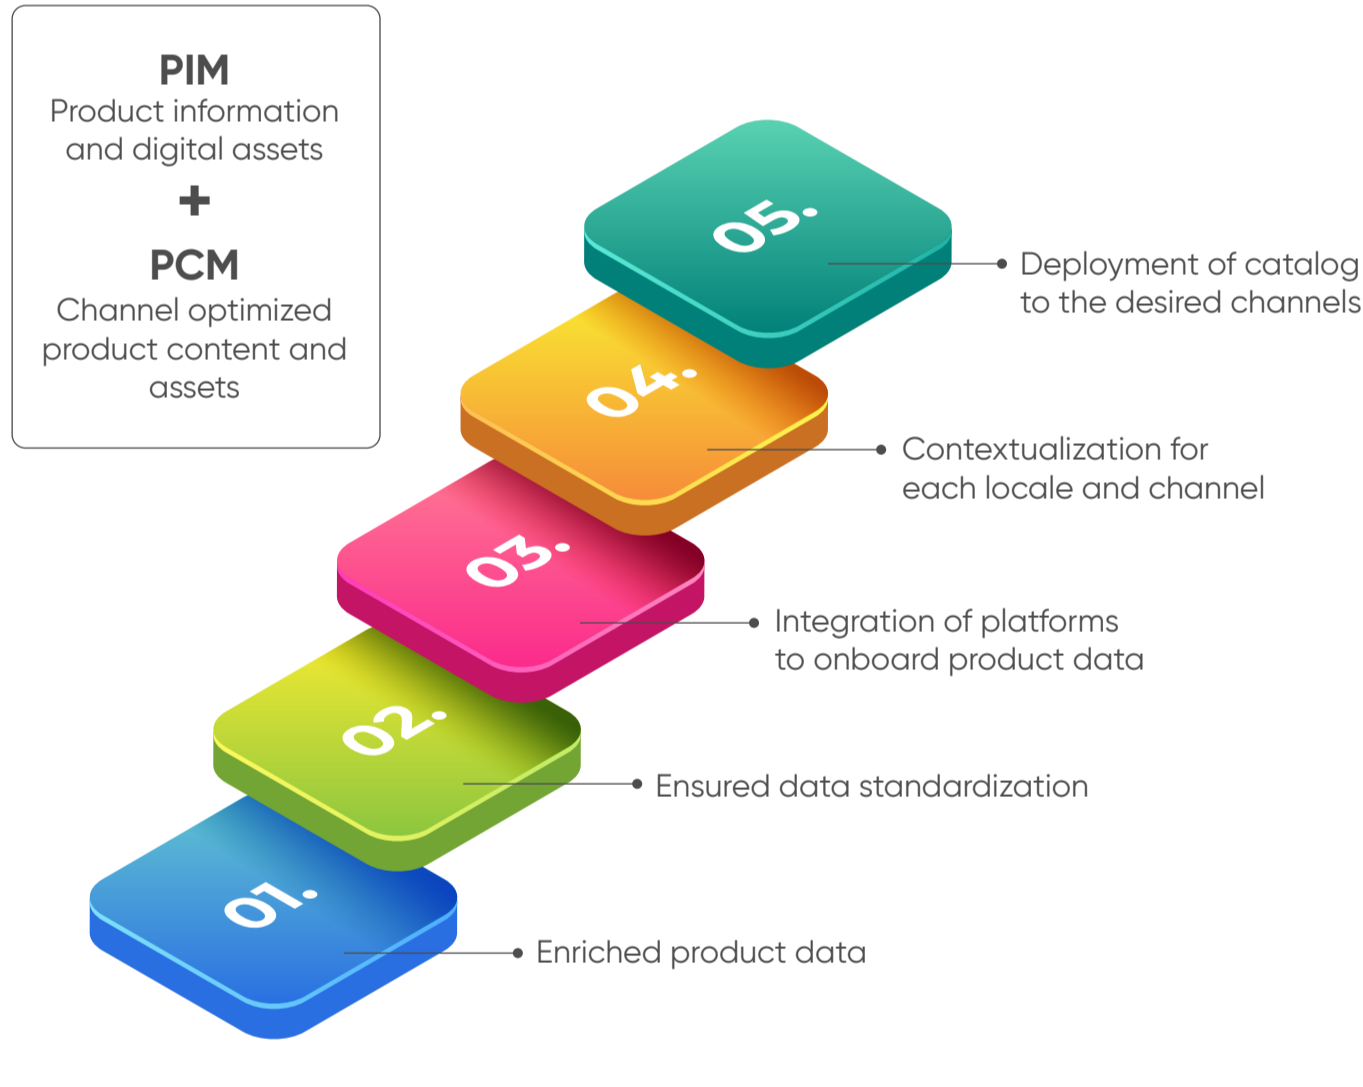 PIM
Product information
and digital assets
+
PCM
Channel optimized
product content and
assets
05.
Deployment of catalog
to the desired channels
04.
Contextualization for
each locale and channel
03.
Integration of platforms
to onboard product data
02.
Ensured data standardization
01.
Enriched product data